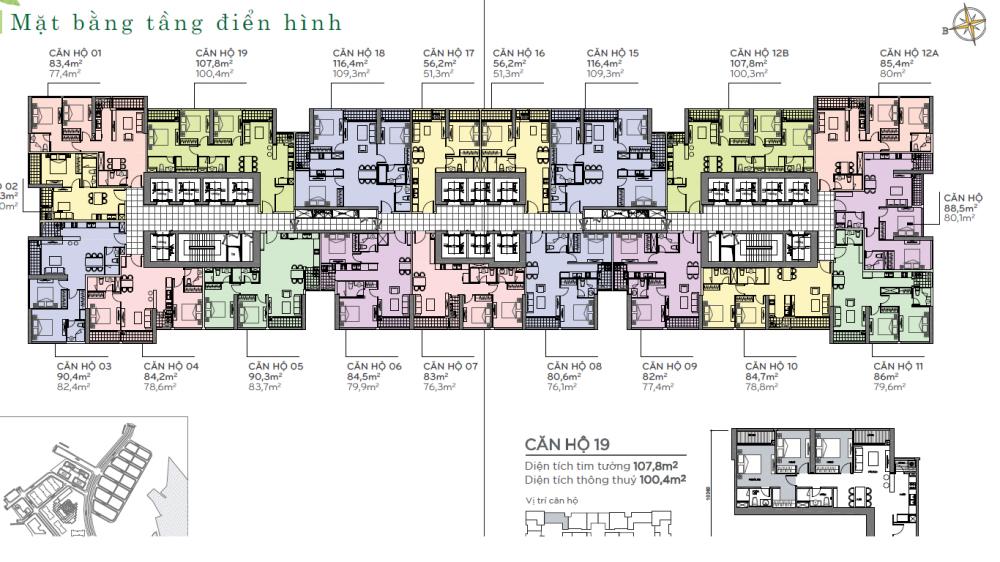 Mặt bằng tầng điển hình
B
CĂN HỘ 01
83,4m²
77,4m²
CĂN HỘ 19
107,8m²
100,4m²
CĂN HỘ 18
116,4m²
109,3m²
CĂN HỘ 17
56,2m²
51,3m²
CĂN HỘ 16
56,2m²
51,3m²
CĂN HỘ 15
116,4m²
109,3m²
CĂN HỘ 12B
107,8m²
100,3m²
CĂN HỘ 12A
85,4m²
80m²
Ộ 02
3m²
0m²
CĂN HỘ
88,5m²
80,1m²
CĂN HỘ 03
90,4m²
82,4m²
CĂN HỘ 04
84,2m²
78,6m²
CĂN HỘ 05
90,3m²
83,7m²
CĂN HỘ 06
84,5m²
79,9m²
CĂN HỘ 07
83m²
76,3m²
CĂN HỘ 08
80,6m²
76,1m²
CĂN HỘ 09
82m²
77,4m²
CĂN HỘ 10
84,7m²
78,8m²
CĂN HỘ 11
86m²
79,6m²
CĂN HỘ 19
Diện tích tim tường 107,8m²
Diện tích thông thuỷ 100,4m²
Vị trí căn hộ